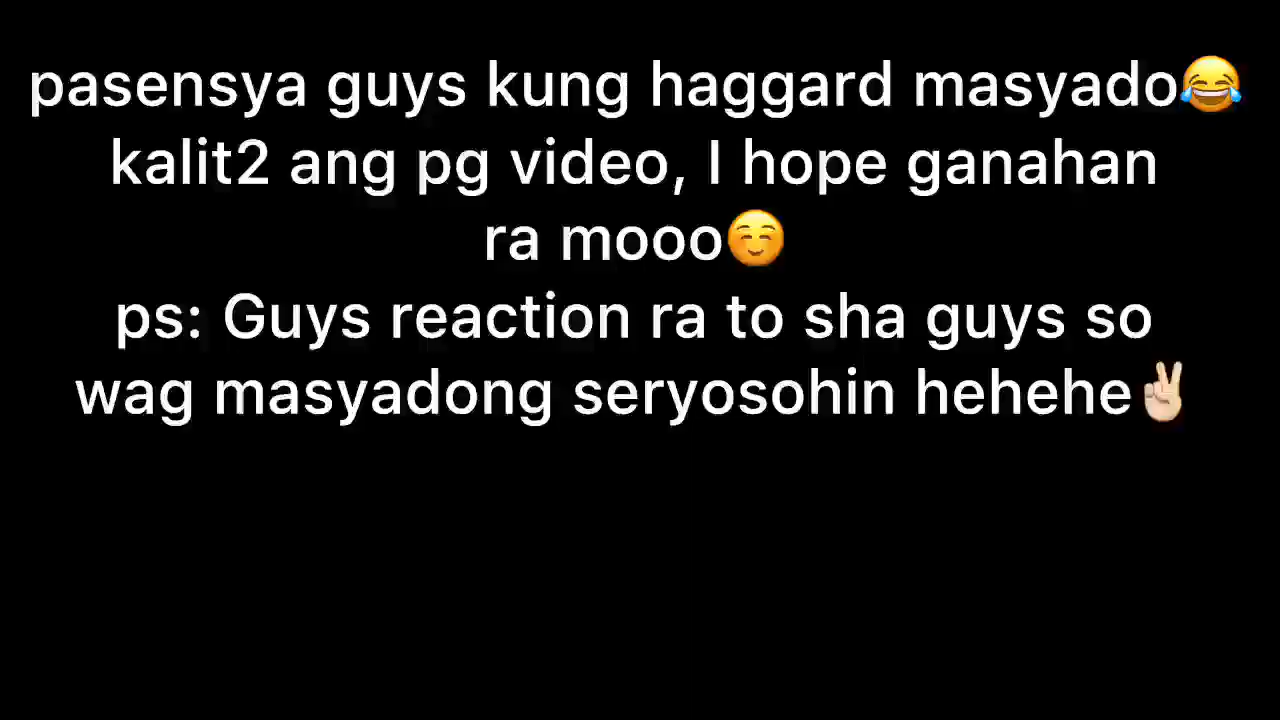 pasensya guys kung haggard masyado😂
kalit2 ang pg video, I hope ganahan
ra mooo☺️
ps: Guys reaction ra to sha guys so
wag masyadong seryosohin hehehe✌🏻